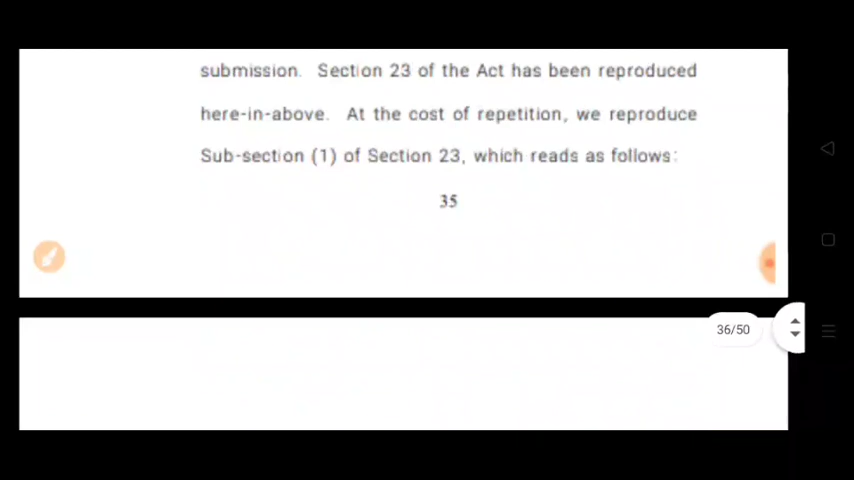 submission. Section 23 of the Act has been reproduced
here-in-above. At the cost of repetition, we reproduce
Sub-section (1) of Section 23, which reads as follows:
35
36/50